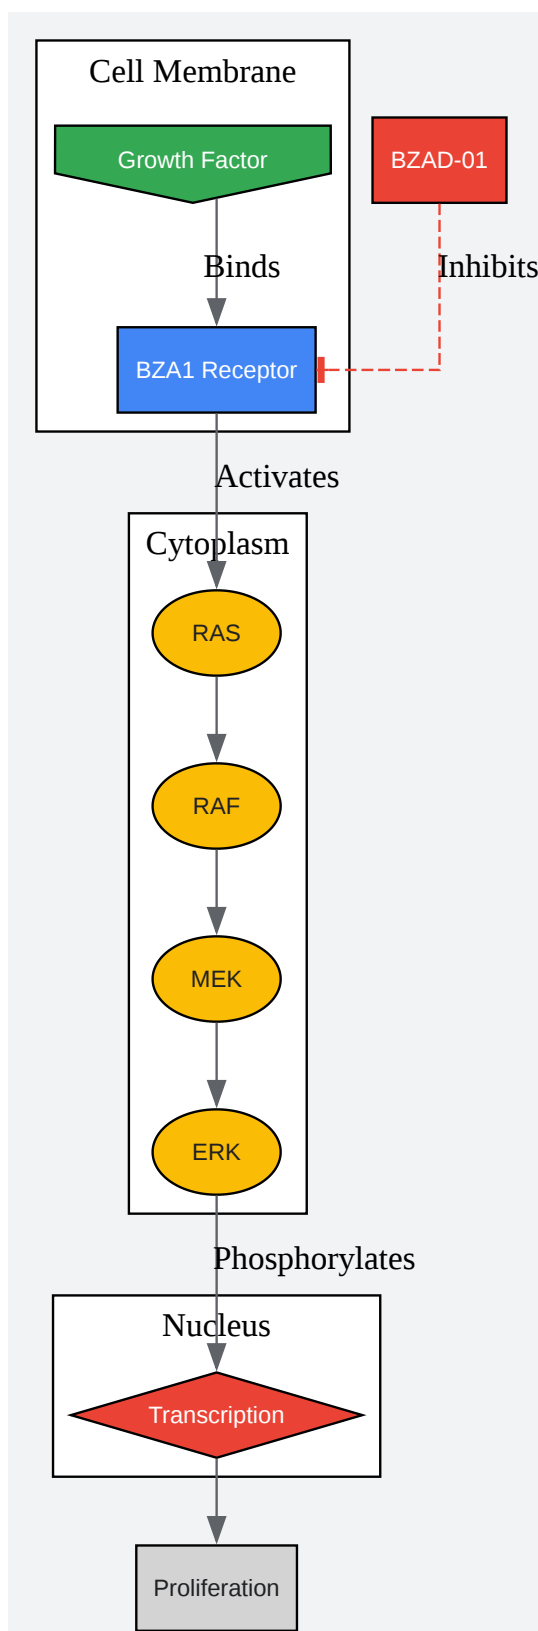 Cell Membrane
Growth Factor
BZAD-01
Binds
Inhibits
BZA1 Receptor
Activates
Cytoplasm
RAS
RAF
MEK
ERK
Phosphorylates
Nucleus
Transcription
Proliferation